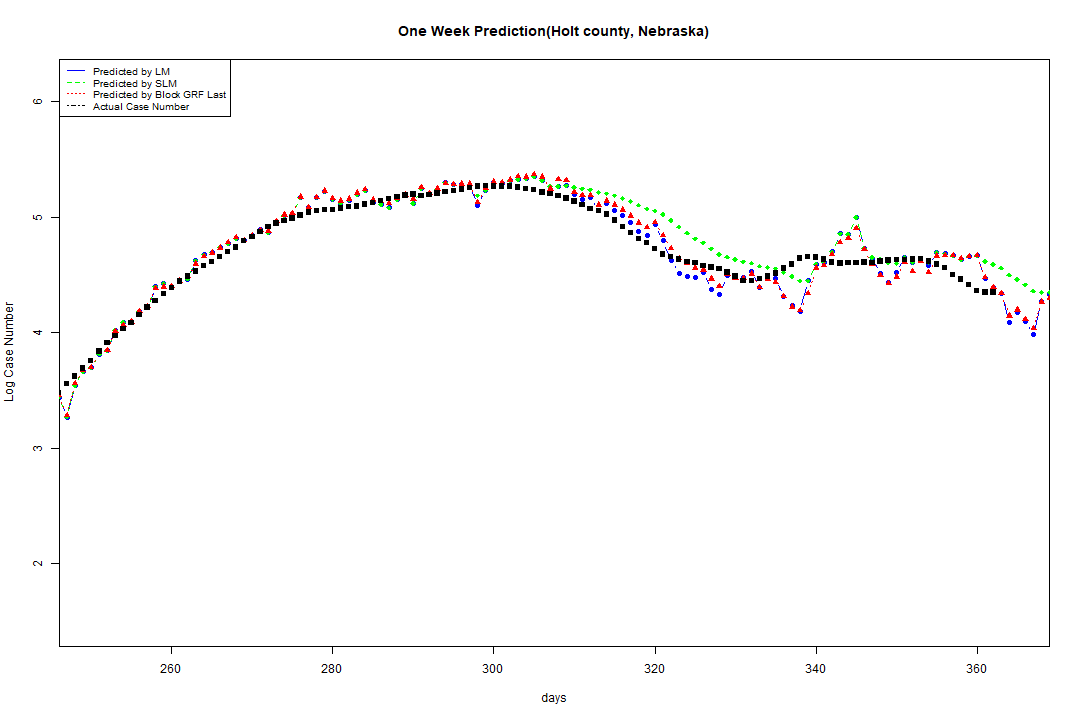 One Week Prediction(Holt county, Nebraska)
Predicted by LM
Predicted by SLM
Predicted by Block GRF Last
Actual Case Number
6
5
4
3
2
Log Case Number
260 280 300 320 340 360
days